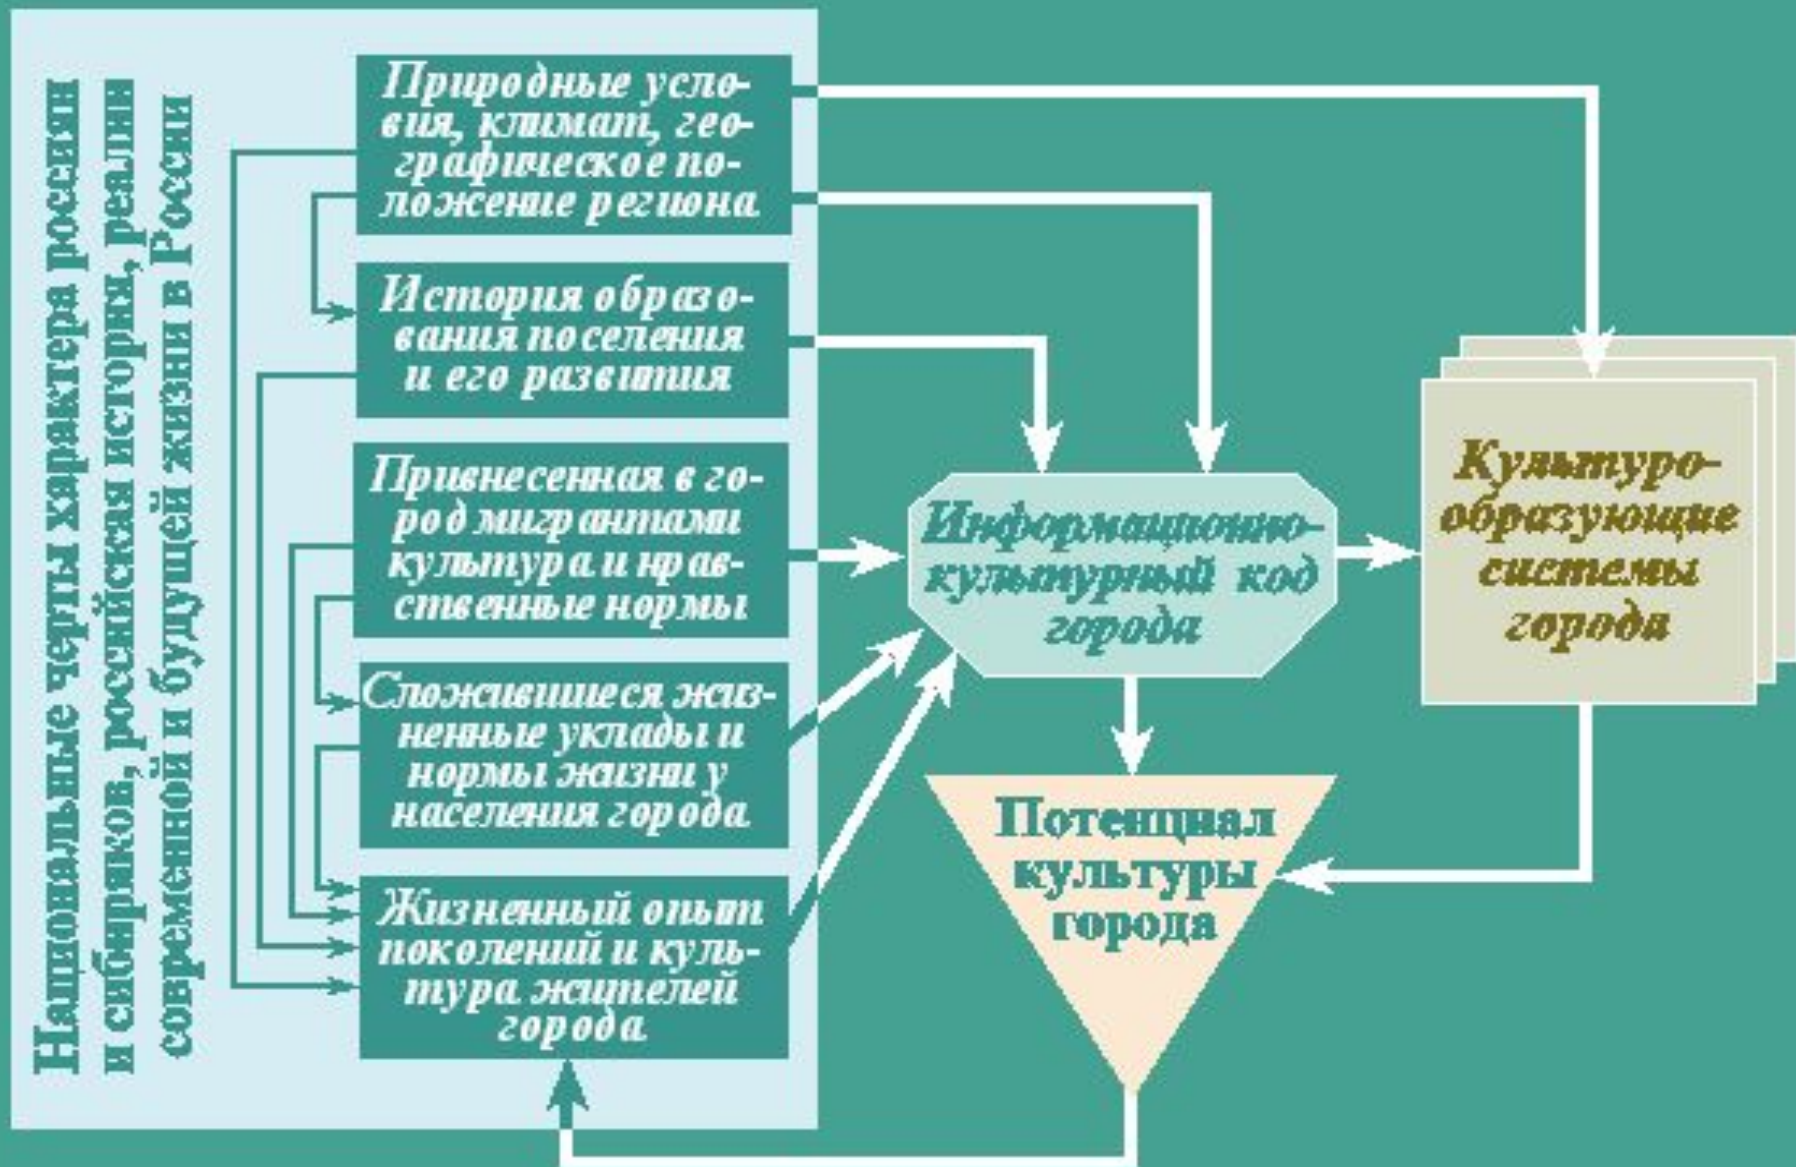 Национальные черты характера россиян
и сибиряков, российская история, реалии
современной и будущей жизни в России
Природные усло-
вия, климат, гео-
графическое по-
ложение региона
История образо-
вания поселения
и его развития
Привнесенная в го-
род мигрантами
культура и нрав-
ственные нормы
Сложившиеся жиз-
ненные уклады и
нормы жизни у
населения города
Жизненный опыт
поколений и куль-
тура жителей
города
Информационно-
культурный код
города
Культуро-
образующие
системы
города
Потенциал
культуры
города